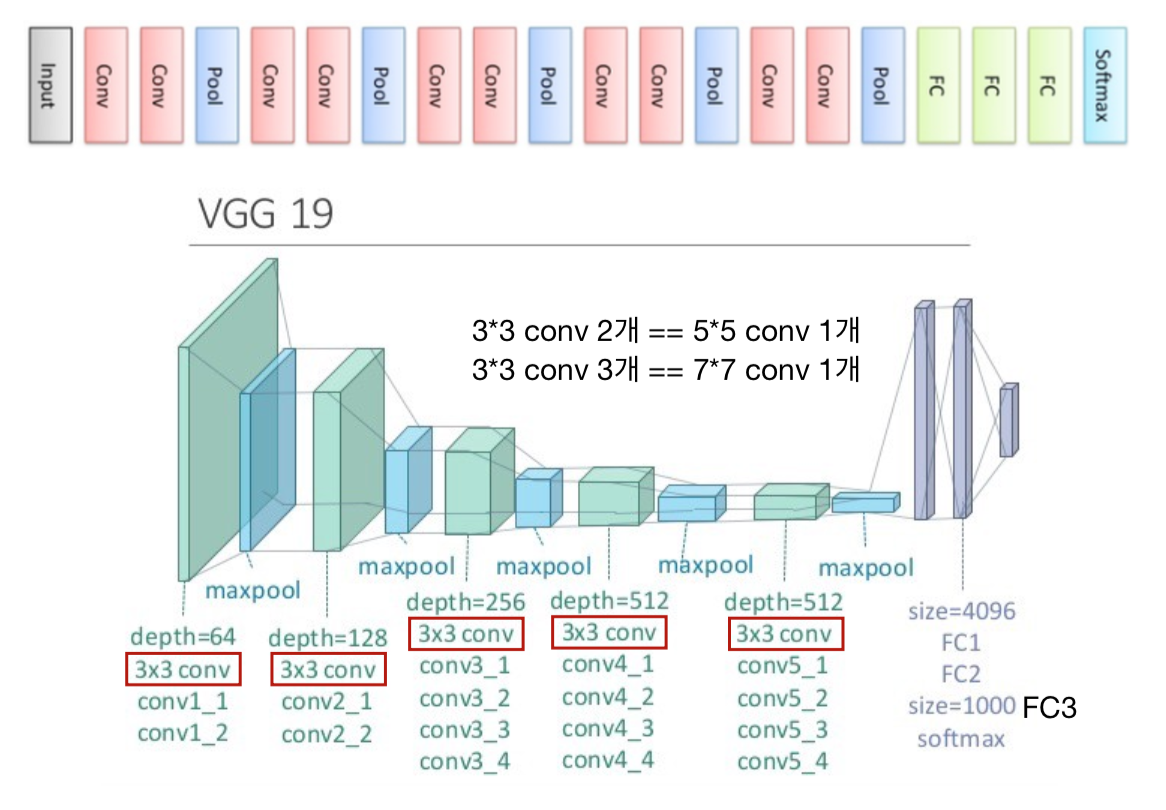 Input Conv Conv Pool Conv Conv Pool Conv Conv Pool Conv Conv Pool Conv Conv Pool FC FC FC Softmax
VGG 19
3*3 conv 2개 == 5*5 conv 1개
3*3 conv 3개 == 7*7 conv 1개
maxpool
maxpool
maxpool
maxpool
maxpool
depth=64
3x3 conv
conv1_1
conv1_2
depth=128
3x3 conv
conv2_1
conv2_2
depth=256
3x3 conv
conv3_1
conv3_2
conv3_3
conv3_4
depth=512
3x3 conv
conv4_1
conv4_2
conv4_3
conv4_4
depth=512
3x3 conv
conv5_1
conv5_2
conv5_3
conv5_4
size=4096
FC1
FC2
size=1000 FC3
softmax